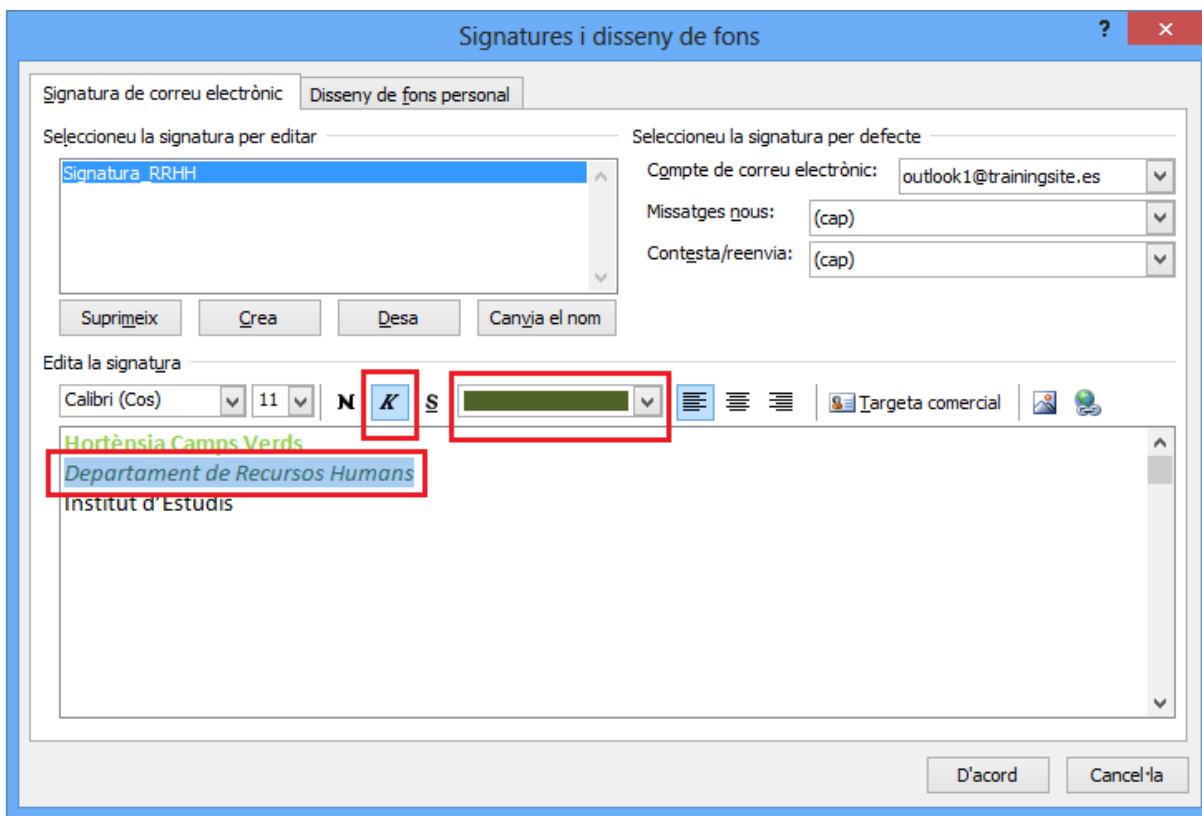 Signatures i disseny de fons
?
Signatura de correu electrònic
Disseny de fons personal
Seleccioneu la signatura per editar
Signatura_RRHH
Suprimeix
Crea
Desa
Canvia el nom
Seleccioneu la signatura per defecte
Compte de correu electrònic:
outlook1@trainingsite.es
Missatges nous:
(cap)
Contesta/reenvia:
(cap)
Edita la signatura
Calibri (Cos)
11
N
K
S
Targeta comercial
Hortènsia Camps Verds
Departament de Recursos Humans
Institut d'Estudis
D'acord
Cancel·la